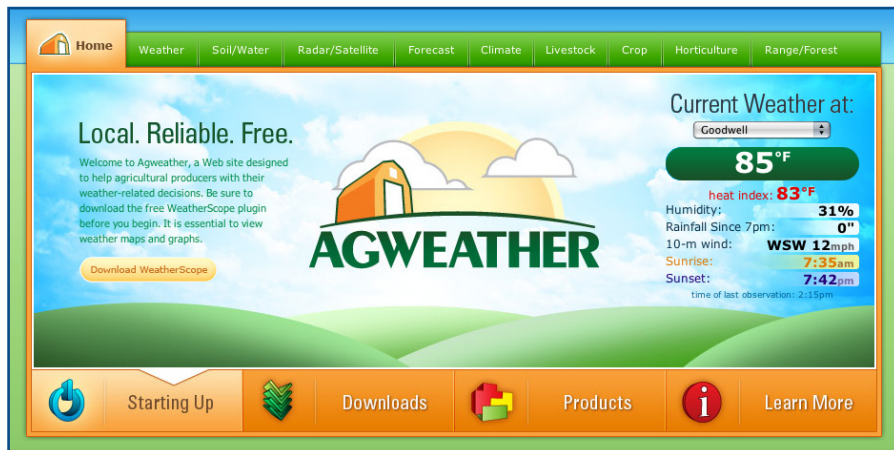 Home
Weather
Soil/Water
Radar/Satellite
Forecast
Climate
Livestock
Crop
Horticulture
Range/Forest
Local. Reliable. Free.
Welcome to Agweather, a Web site designed
to help agricultural producers with their
weather-related decisions. Be sure to
download the free WeatherScope plugin
before you begin. It is essential to view
weather maps and graphs.
Download WeatherScope
AGWEATHER
Current Weather at:
Goodwell
85°F
heat index: 83°F
Humidity: 31%
Rainfall Since 7pm: 0"
10-m wind: WSW 12mph
Sunrise: 7:35am
Sunset: 7:42pm
time of last observation: 2:15pm
Starting Up
Downloads
Products
i
Learn More